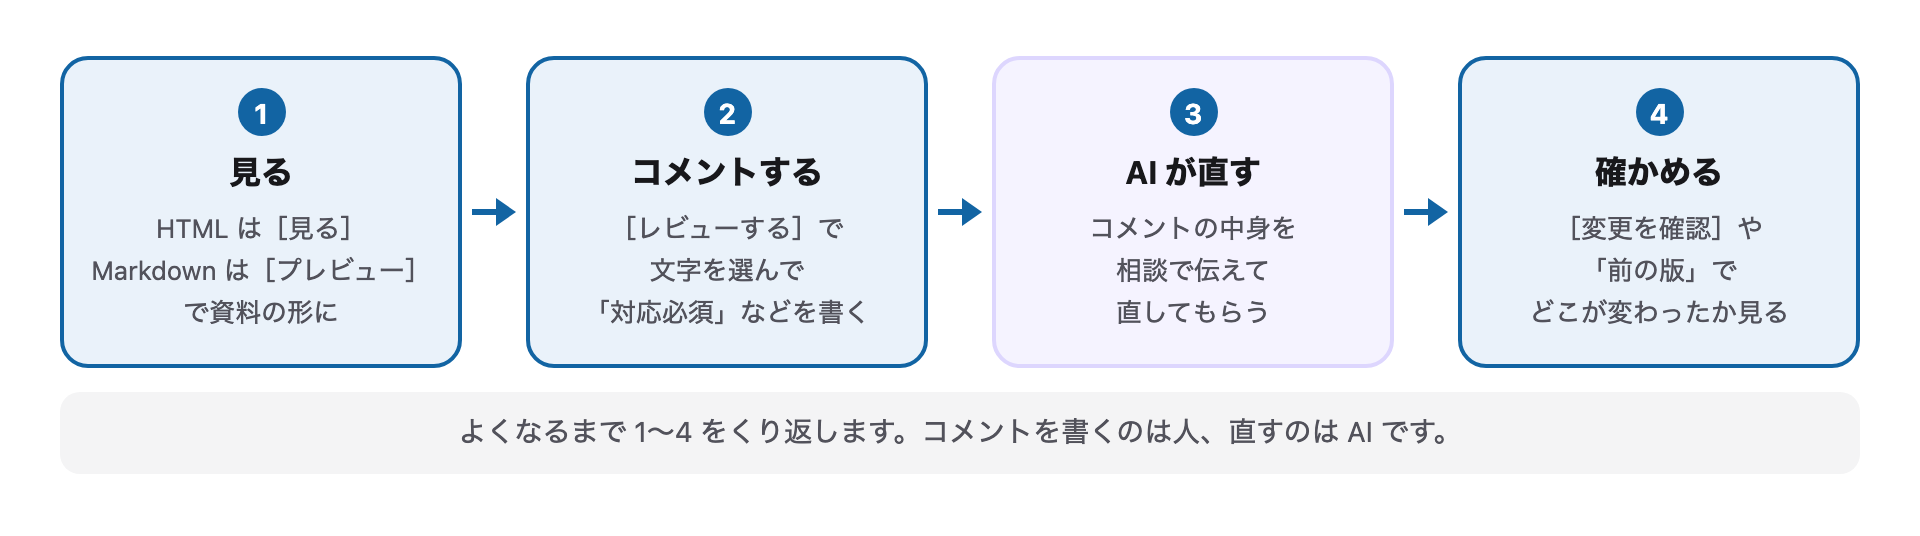 1
見る
HTML は［見る］
Markdown は［プレビュー］
で資料の形に
2
コメントする
［レビューする］で
文字を選んで
「対応必須」などを書く
3
AI が直す
コメントの中身を
相談で伝えて
直してもらう
4
確かめる
［変更を確認］や
「前の版」で
どこが変わったか見る
よくなるまで 1〜4 をくり返します。コメントを書くのは人、直すのは AI です。